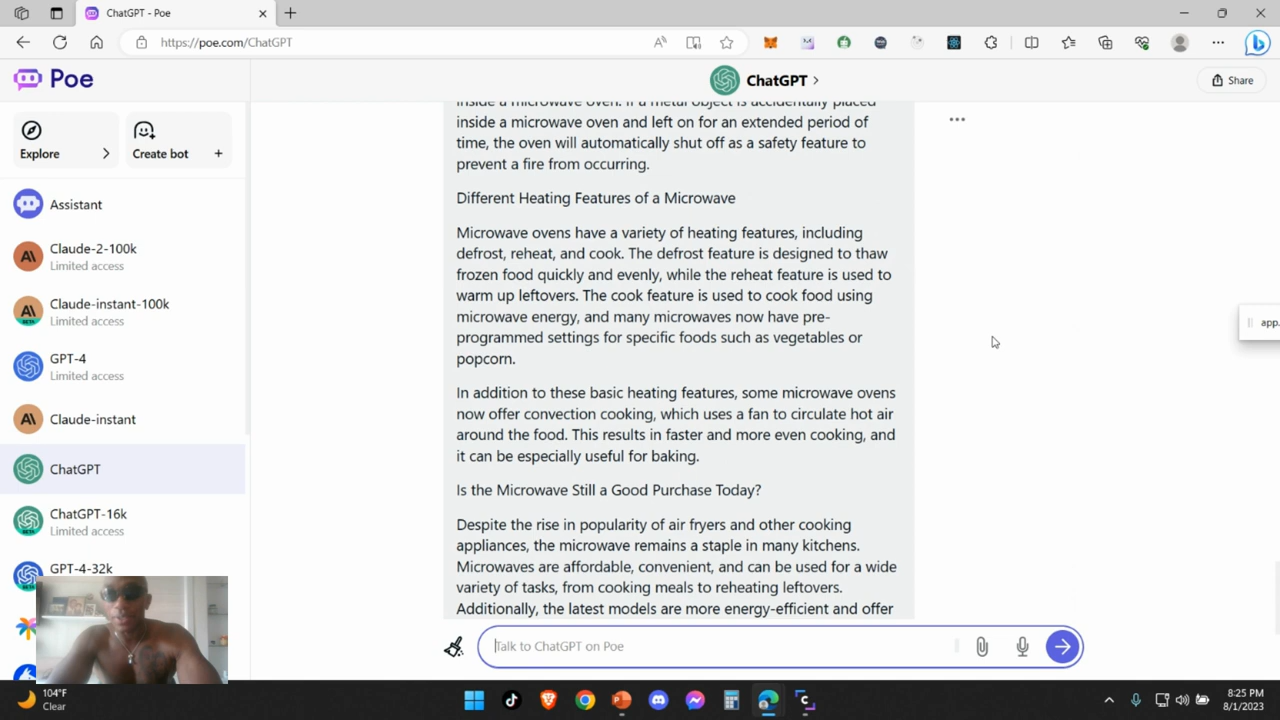 ChatGPT - Poe
https://poe.com/ChatGPT
Poe
ChatGPT
Share
Explore
Create bot
Assistant
Claude-2-100k
Limited access
Claude-instant-100k
Limited access
GPT-4
Limited access
Claude-instant
ChatGPT
ChatGPT-16k
Limited access
GPT-4-32k
inside a microwave oven. If a metal object is accidentally placed
inside a microwave oven and left on for an extended period of
time, the oven will automatically shut off as a safety feature to
prevent a fire from occurring.
Different Heating Features of a Microwave
Microwave ovens have a variety of heating features, including
defrost, reheat, and cook. The defrost feature is designed to thaw
frozen food quickly and evenly, while the reheat feature is used to
warm up leftovers. The cook feature is used to cook food using
microwave energy, and many microwaves now have pre-
programmed settings for specific foods such as vegetables or
popcorn.
In addition to these basic heating features, some microwave ovens
now offer convection cooking, which uses a fan to circulate hot air
around the food. This results in faster and more even cooking, and
it can be especially useful for baking.
Is the Microwave Still a Good Purchase Today?
Despite the rise in popularity of air fryers and other cooking
appliances, the microwave remains a staple in many kitchens.
Microwaves are affordable, convenient, and can be used for a wide
variety of tasks, from cooking meals to reheating leftovers.
Additionally, the latest models are more energy-efficient and offer
app.
Talk to ChatGPT on Poe
104°F
Clear
8:25 PM
8/1/2023